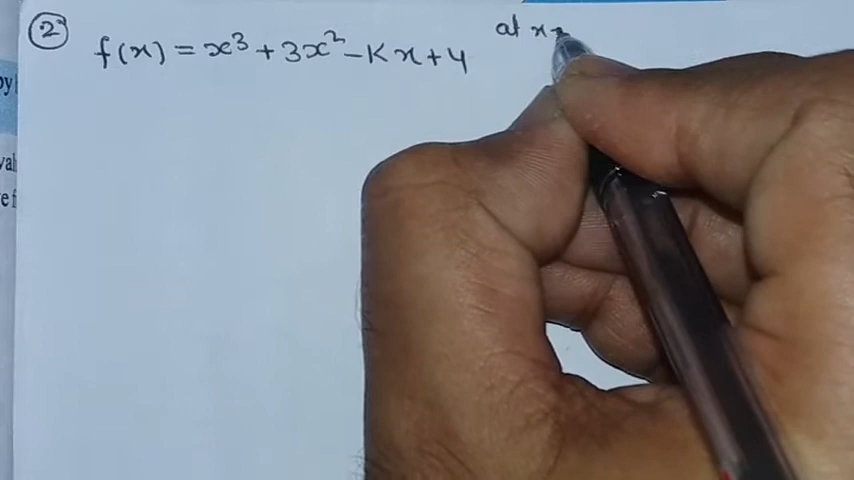 ② f(x) = x³ + 3x² - Kx + 4 at x =